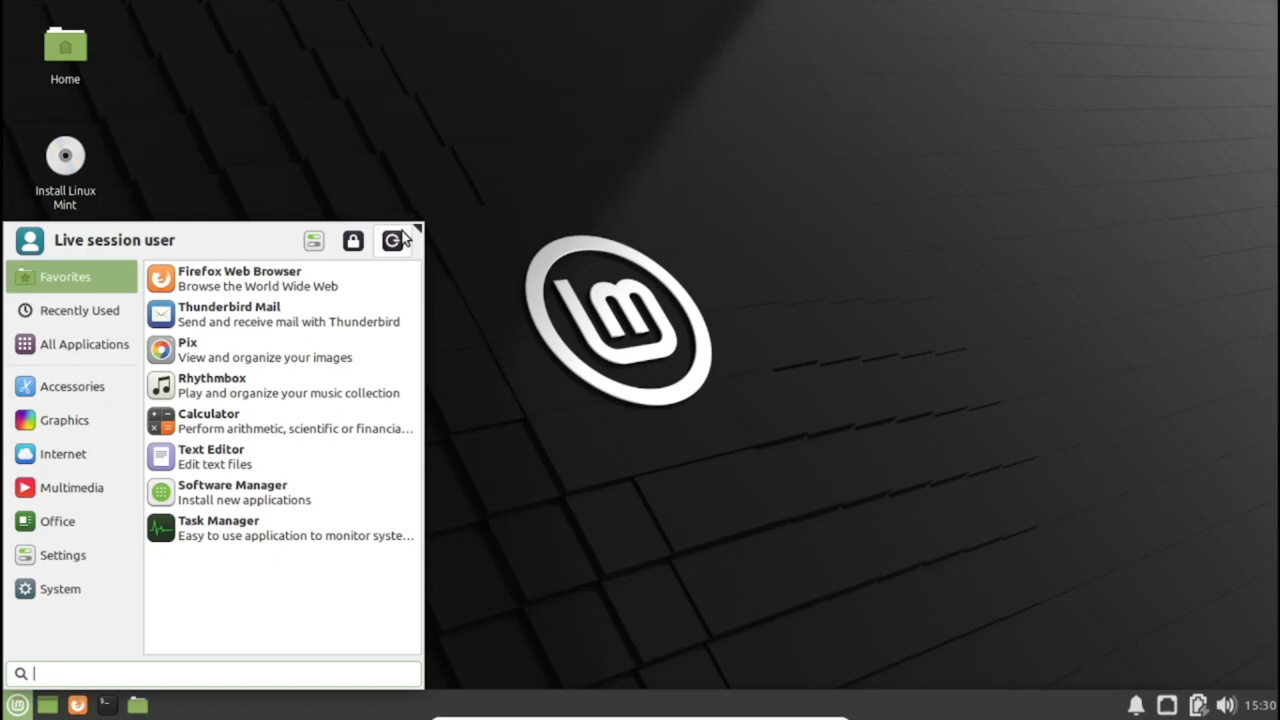 Home
Install Linux
Mint
Live session user
Favorites
Recently Used
All Applications
Accessories
Graphics
Internet
Multimedia
Office
Settings
System
Firefox Web Browser
Browse the World Wide Web
Thunderbird Mail
Send and receive mail with Thunderbird
Pix
View and organize your images
Rhythmbox
Play and organize your music collection
Calculator
Perform arithmetic, scientific or financia...
Text Editor
Edit text files
Software Manager
Install new applications
Task Manager
Easy to use application to monitor syste...
15:30